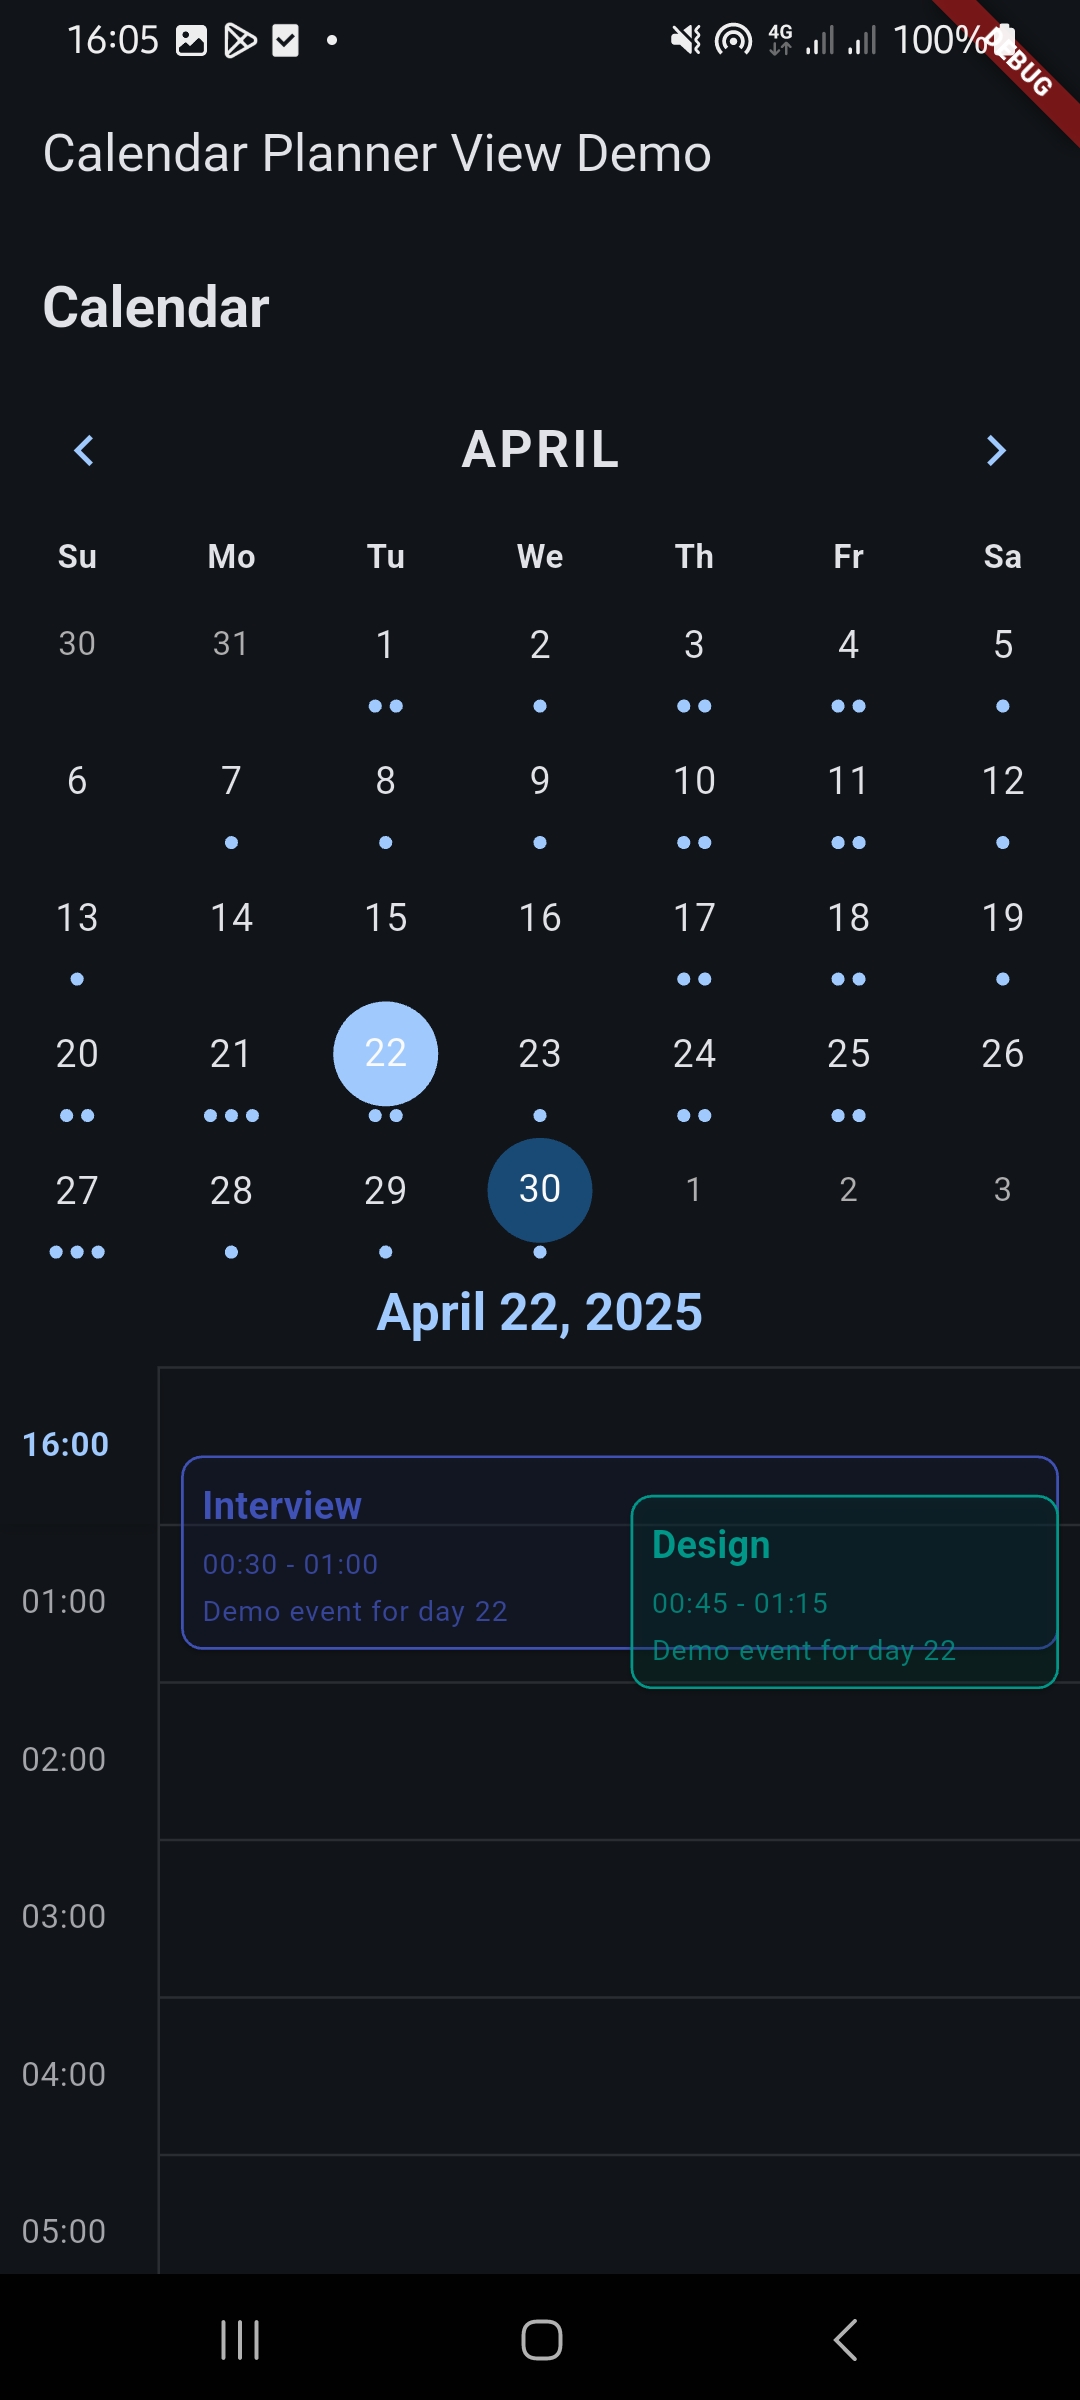 16:05 4G 100%
DEBUG
Calendar Planner View Demo
Calendar
APRIL
Su Mo Tu We Th Fr Sa
30 31 1 2 3 4 5
6 7 8 9 10 11 12
13 14 15 16 17 18 19
20 21 22 23 24 25 26
27 28 29 30 1 2 3
April 22, 2025
16:00
Interview
00:30 - 01:00
Demo event for day 22
Design
00:45 - 01:15
Demo event for day 22
01:00
02:00
03:00
04:00
05:00